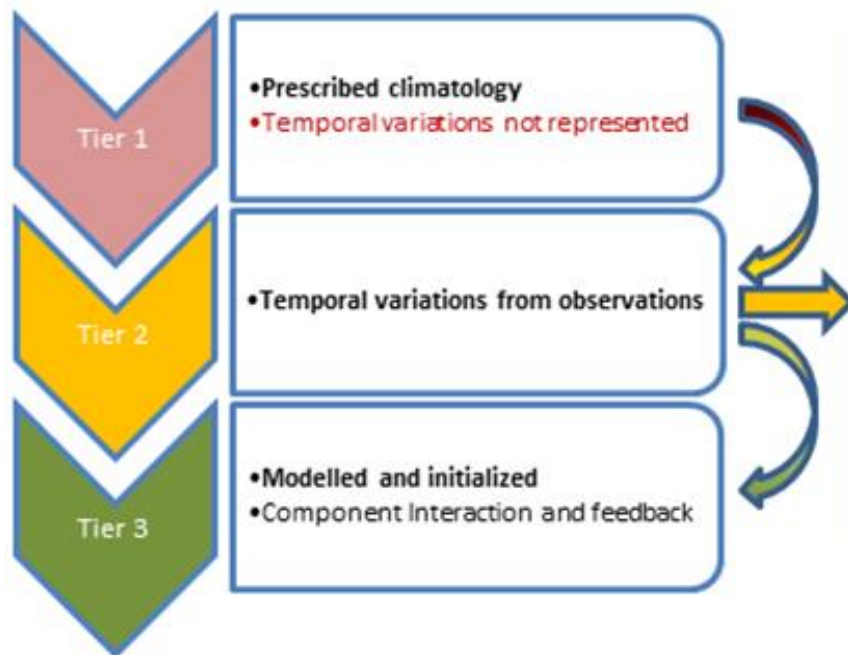 Tier 1
•Prescribed climatology
•Temporal variations not represented
Tier 2
•Temporal variations from observations
Tier 3
•Modelled and initialized
•Component Interaction and feedback